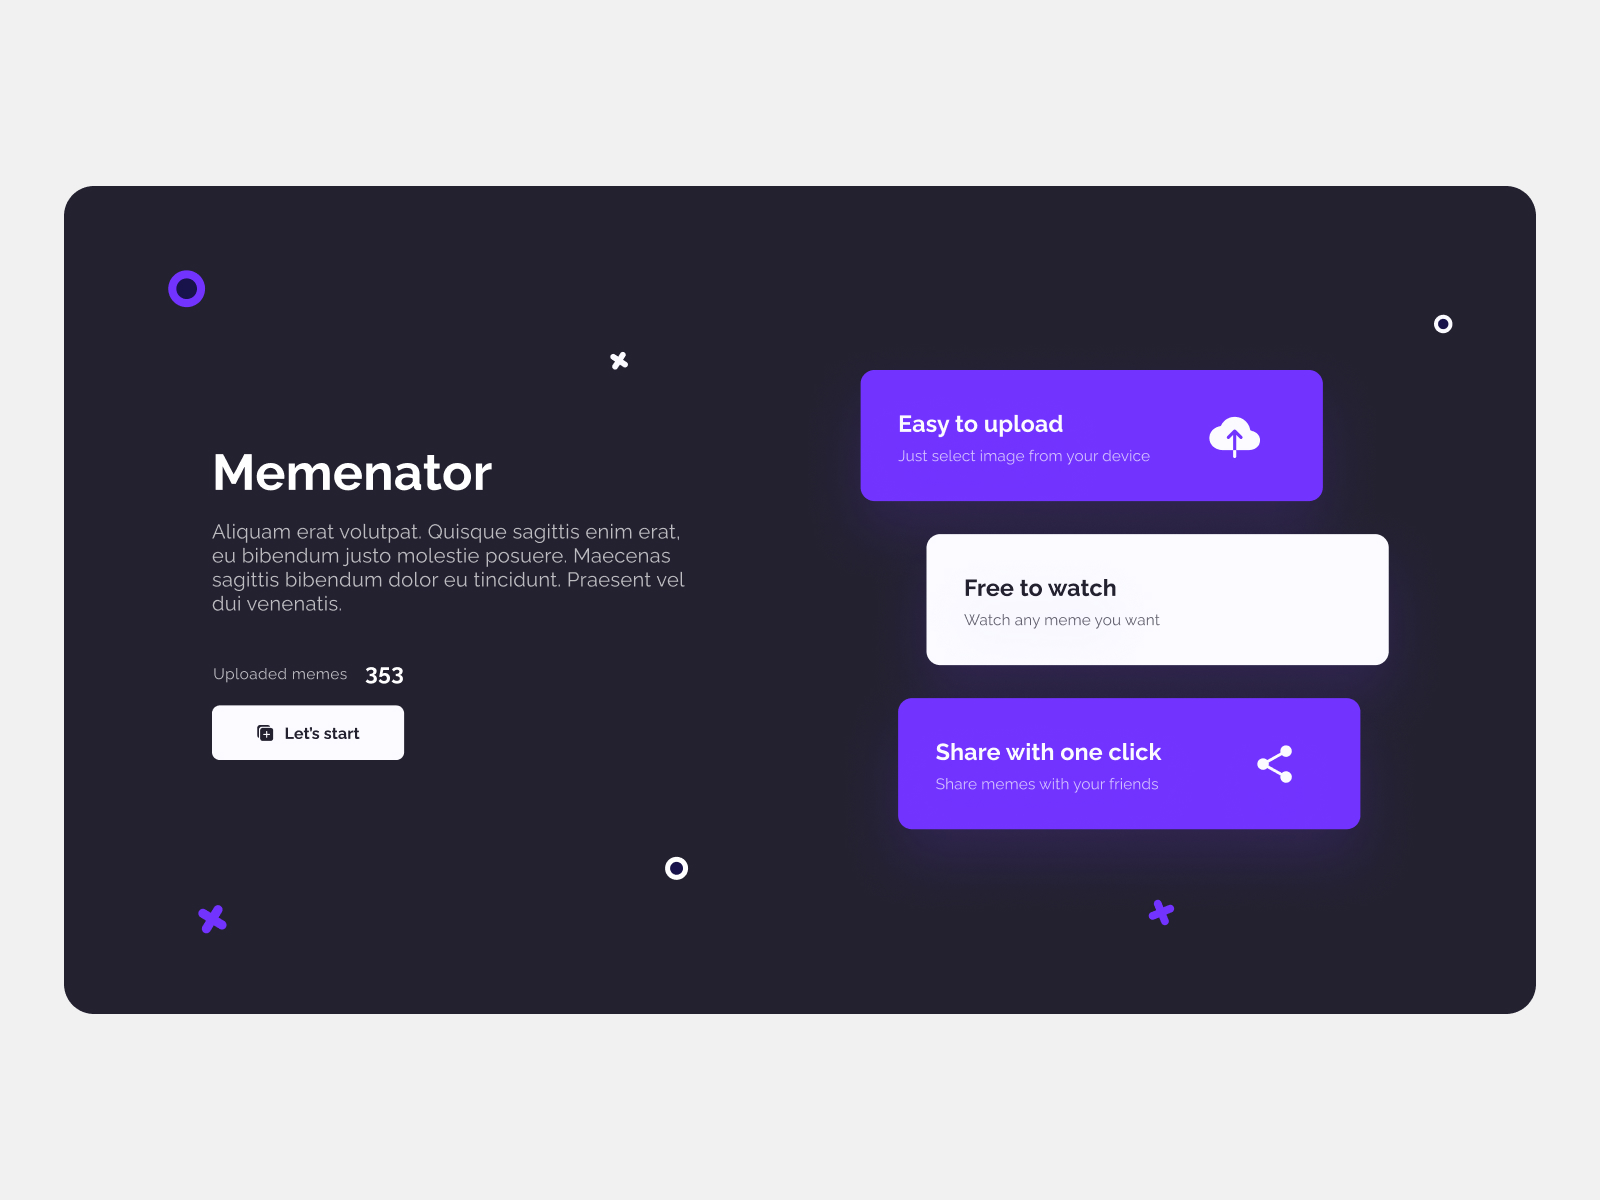 Memenator
Aliquam erat volutpat. Quisque sagittis enim erat,
eu bibendum justo molestie posuere. Maecenas
sagittis bibendum dolor eu tincidunt. Praesent vel
dui venenatis.
Uploaded memes 353
Let's start
Easy to upload
Just select image from your device
Free to watch
Watch any meme you want
Share with one click
Share memes with your friends